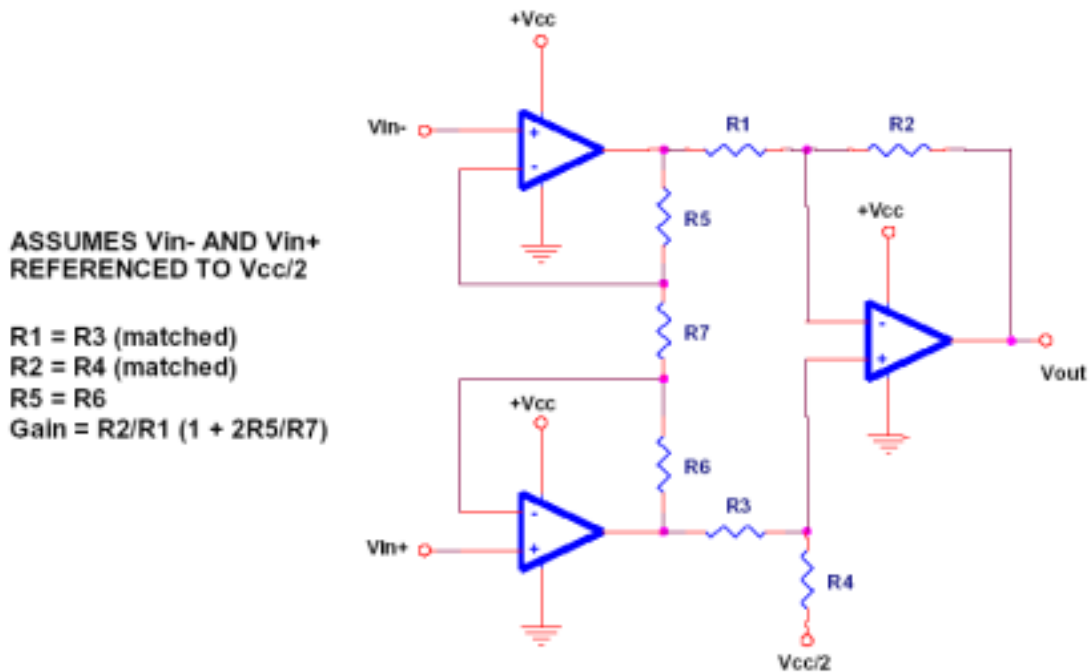 +Vcc
Vin-
+
-
R1
R2
R5
+Vcc
ASSUMES Vin- AND Vin+
REFERENCED TO Vcc/2
R1 = R3 (matched)
R2 = R4 (matched)
R5 = R6
Gain = R2/R1 (1 + 2R5/R7)
R7
-
+
Vout
+Vcc
R6
R3
-
+
Vin+
R4
Vcc/2